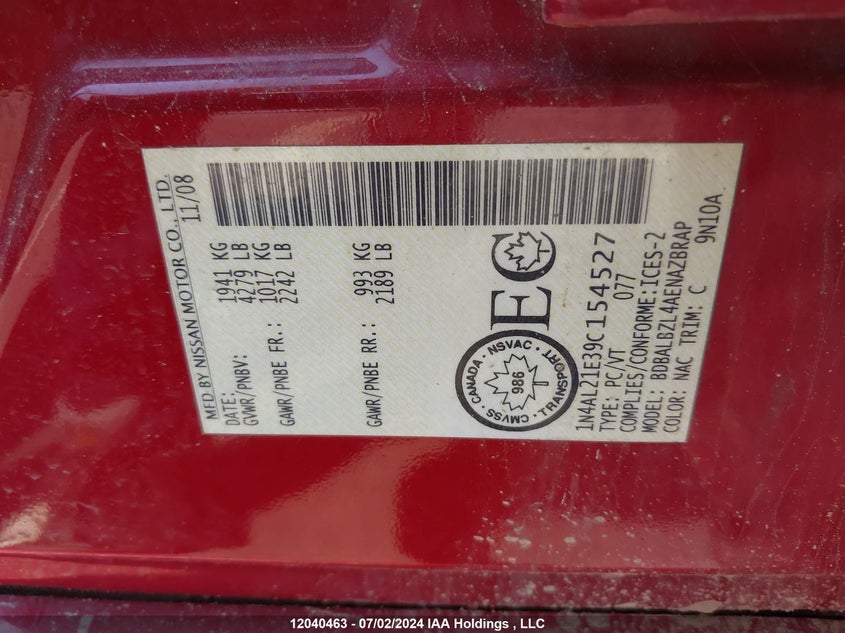 MFD BY NISSAN MOTOR CO., LTD.
DATE: 11/08
GVWR/PNBV: 1941 KG
4279 LB
GAWR/PNBE FR.: 1017 KG
2242 LB
GAWR/PNBE RR.: 993 KG
2189 LB
EC
CANADA · NSVAC · TRANSPORT · CMVSS ·
986
1N4AL21E39C154527
TYPE: PC/VT 077
COMPLIES/CONFORME:ICES-2
MODEL: BDBALBZL4AENAZBRAP
COLOR: NAC TRIM: C 9N10A
12040463 - 07/02/2024 IAA Holdings , LLC